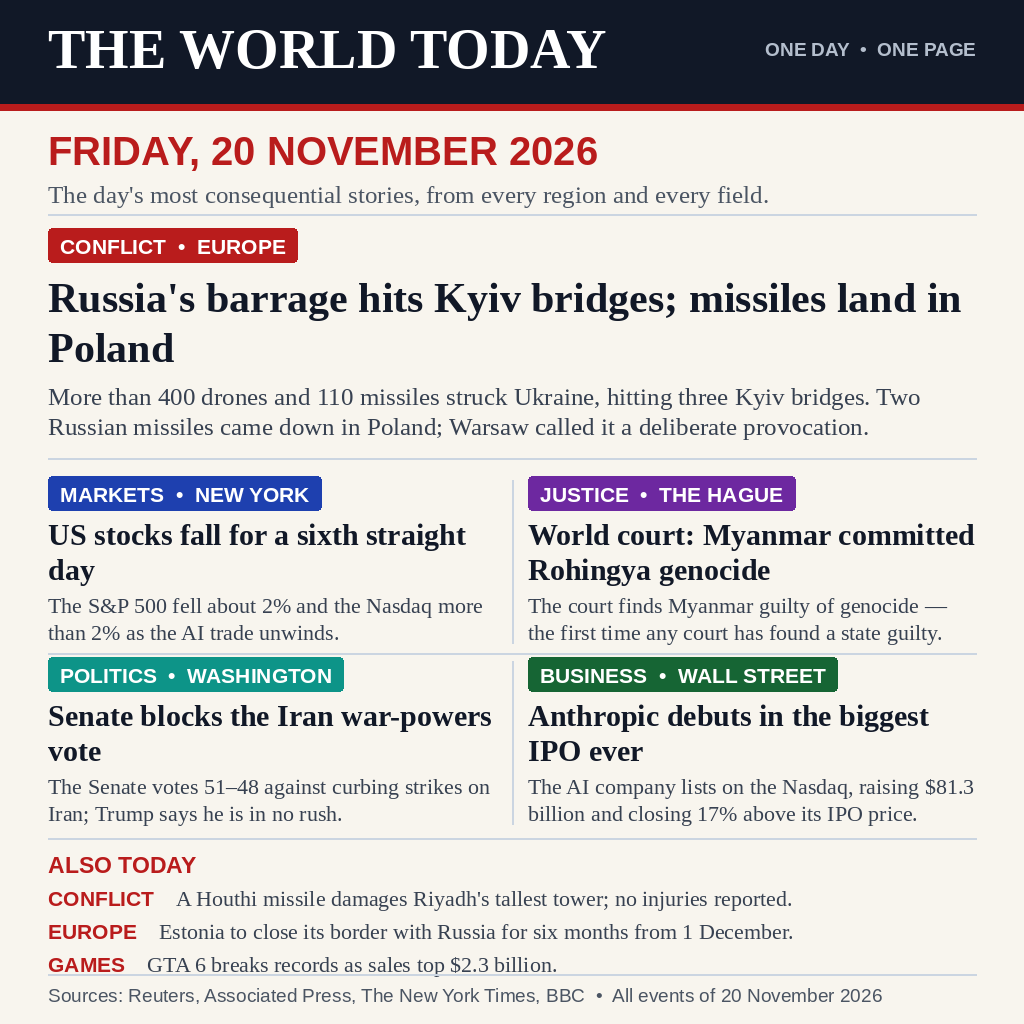 THE WORLD TODAY
ONE DAY • ONE PAGE
FRIDAY, 20 NOVEMBER 2026
The day's most consequential stories, from every region and every field.
CONFLICT • EUROPE
Russia's barrage hits Kyiv bridges; missiles land in
Poland
More than 400 drones and 110 missiles struck Ukraine, hitting three Kyiv bridges. Two
Russian missiles came down in Poland; Warsaw called it a deliberate provocation.
MARKETS • NEW YORK
US stocks fall for a sixth straight
day
The S&P 500 fell about 2% and the Nasdaq more
than 2% as the AI trade unwinds.
JUSTICE • THE HAGUE
World court: Myanmar committed
Rohingya genocide
The court finds Myanmar guilty of genocide —
the first time any court has found a state guilty.
POLITICS • WASHINGTON
Senate blocks the Iran war-powers
vote
The Senate votes 51–48 against curbing strikes on
Iran; Trump says he is in no rush.
BUSINESS • WALL STREET
Anthropic debuts in the biggest
IPO ever
The AI company lists on the Nasdaq, raising $81.3
billion and closing 17% above its IPO price.
ALSO TODAY
CONFLICT A Houthi missile damages Riyadh's tallest tower; no injuries reported.
EUROPE Estonia to close its border with Russia for six months from 1 December.
GAMES GTA 6 breaks records as sales top $2.3 billion.
Sources: Reuters, Associated Press, The New York Times, BBC • All events of 20 November 2026